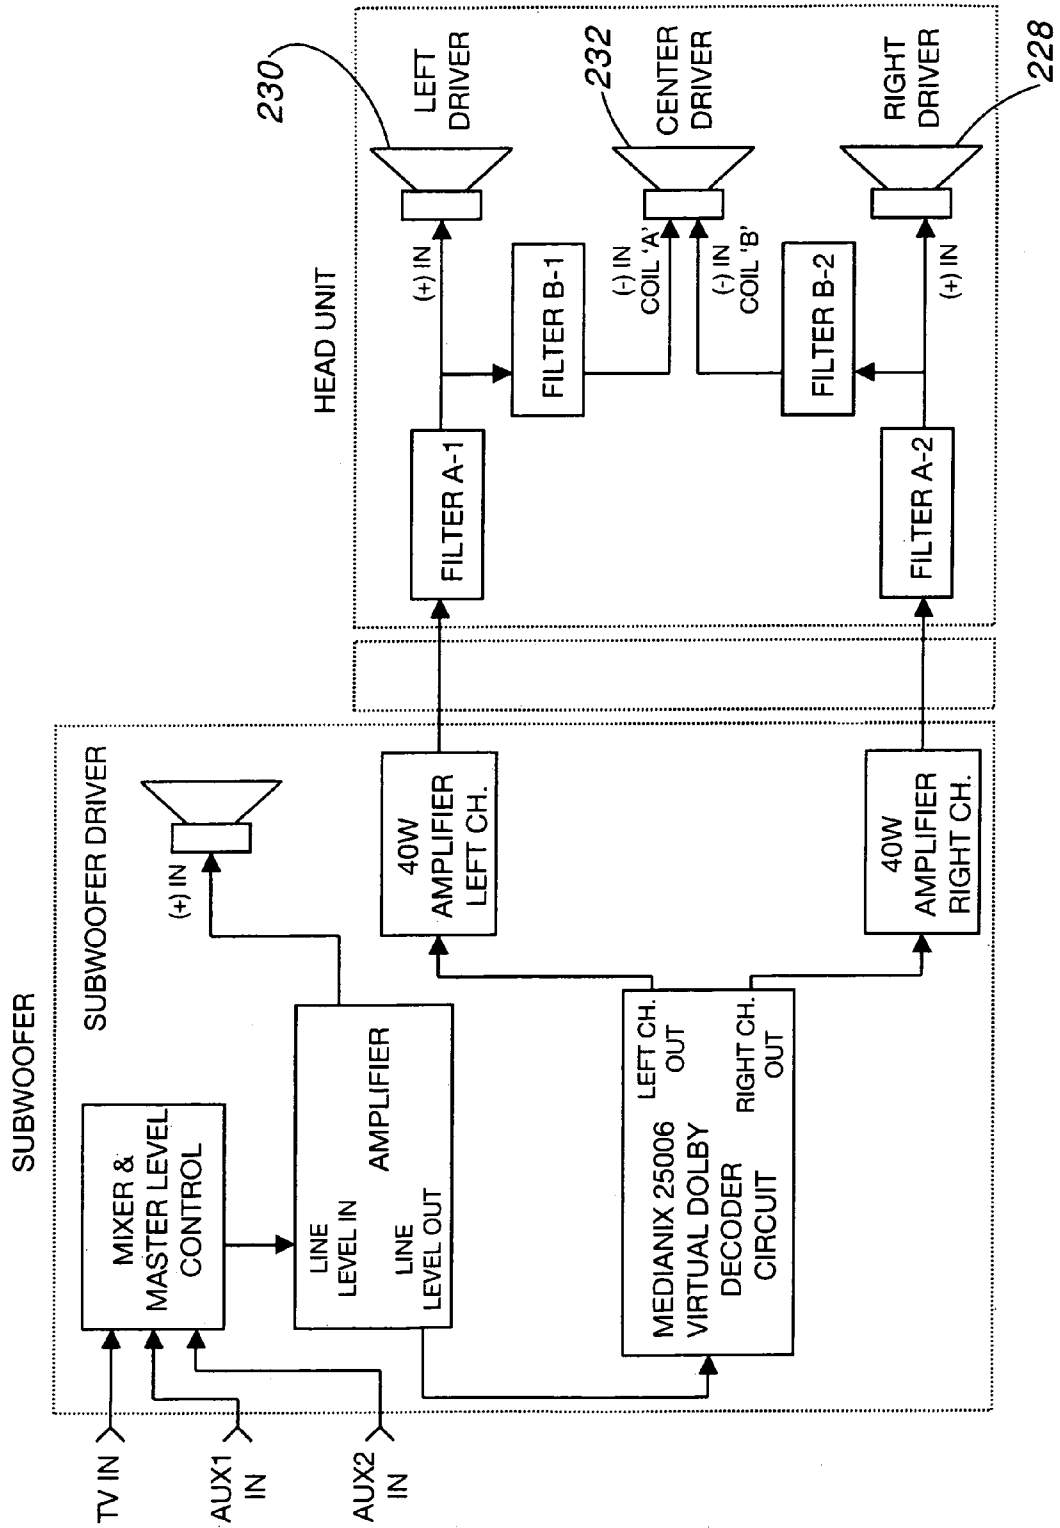 SUBWOOFER
TV IN
AUX1
IN
AUX2
IN
MIXER &
MASTER LEVEL
CONTROL
SUBWOOFER DRIVER
(+) IN
LINE
LEVEL IN
AMPLIFIER
LINE
LEVEL OUT
MEDIANIX 25006
VIRTUAL DOLBY
DECODER
CIRCUIT
LEFT CH.
OUT
RIGHT CH.
OUT
40W
AMPLIFIER
LEFT CH.
40W
AMPLIFIER
RIGHT CH.
HEAD UNIT
FILTER A-1
(+) IN
LEFT
DRIVER
230
FILTER B-1
(-) IN
COIL 'A'
CENTER
DRIVER
232
(-) IN
COIL 'B'
FILTER B-2
FILTER A-2
(+) IN
RIGHT
DRIVER
228